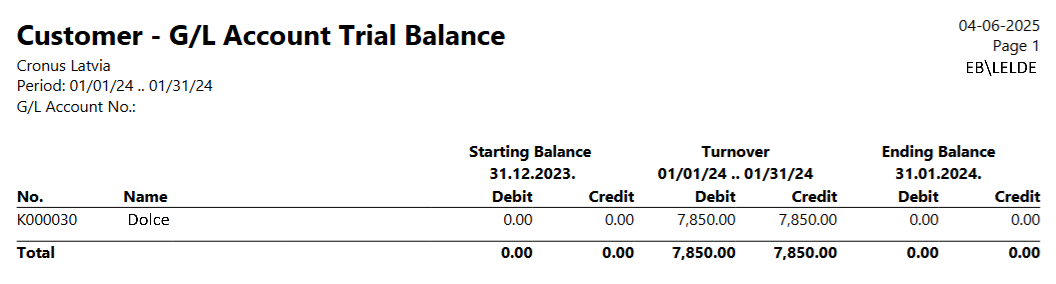 Customer - G/L Account Trial Balance
04-06-2025
Cronus Latvia
Page 1
Period: 01/01/24 .. 01/31/24
EB\LELDE
G/L Account No.:
Starting Balance Turnover Ending Balance
31.12.2023. 01/01/24 .. 01/31/24 31.01.2024.
No. Name Debit Credit Debit Credit Debit Credit
K000030 Dolce 0.00 0.00 7,850.00 7,850.00 0.00 0.00
Total 0.00 0.00 7,850.00 7,850.00 0.00 0.00